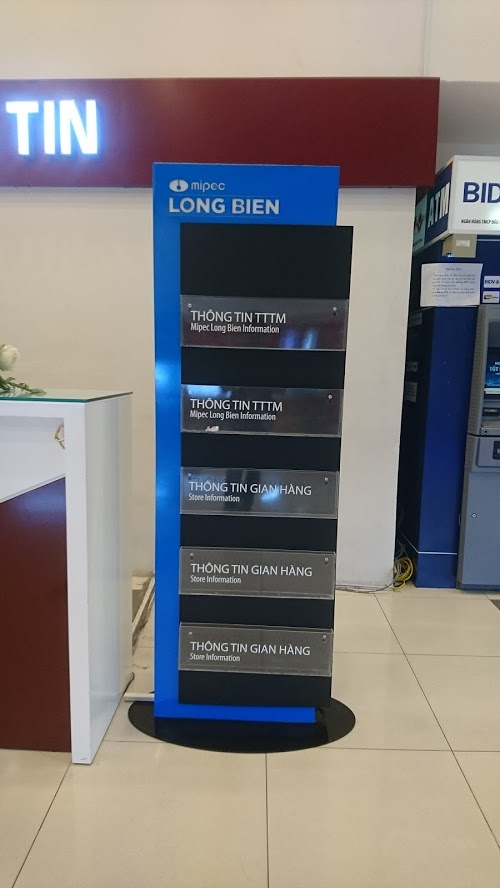 TIN
mipec
LONG BIEN
THÔNG TIN TTTM
Mipec Long Bien Information
THÔNG TIN TTTM
Mipec Long Bien Information
THÔNG TIN GIAN HÀNG
Store Information
THÔNG TIN GIAN HÀNG
Store Information
THÔNG TIN GIAN HÀNG
Store Information
ATM
BID